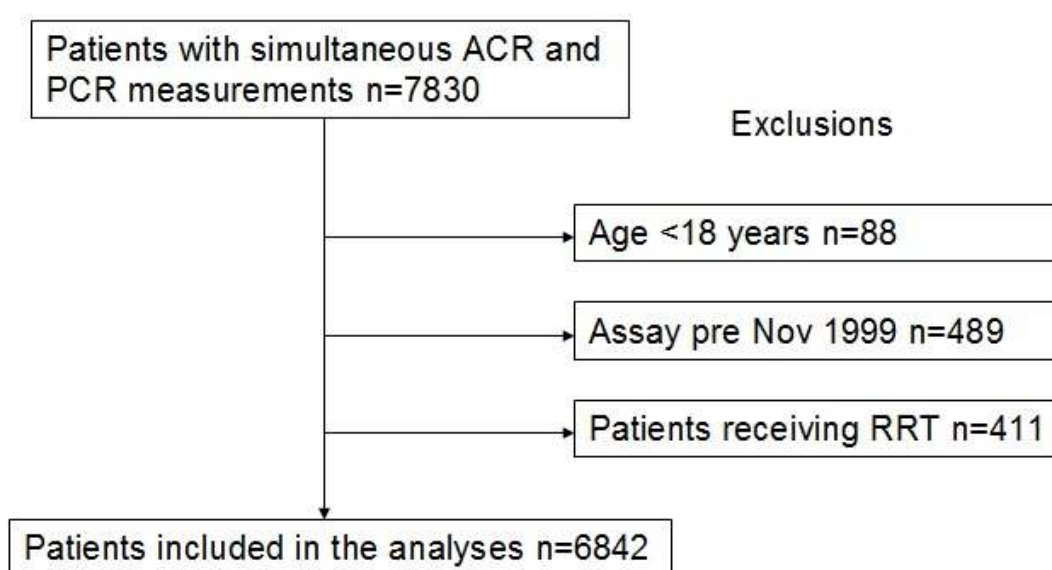 Patients with simultaneous ACR and
PCR measurements n=7830
Exclusions
Age <18 years n=88
Assay pre Nov 1999 n=489
Patients receiving RRT n=411
Patients included in the analyses n=6842